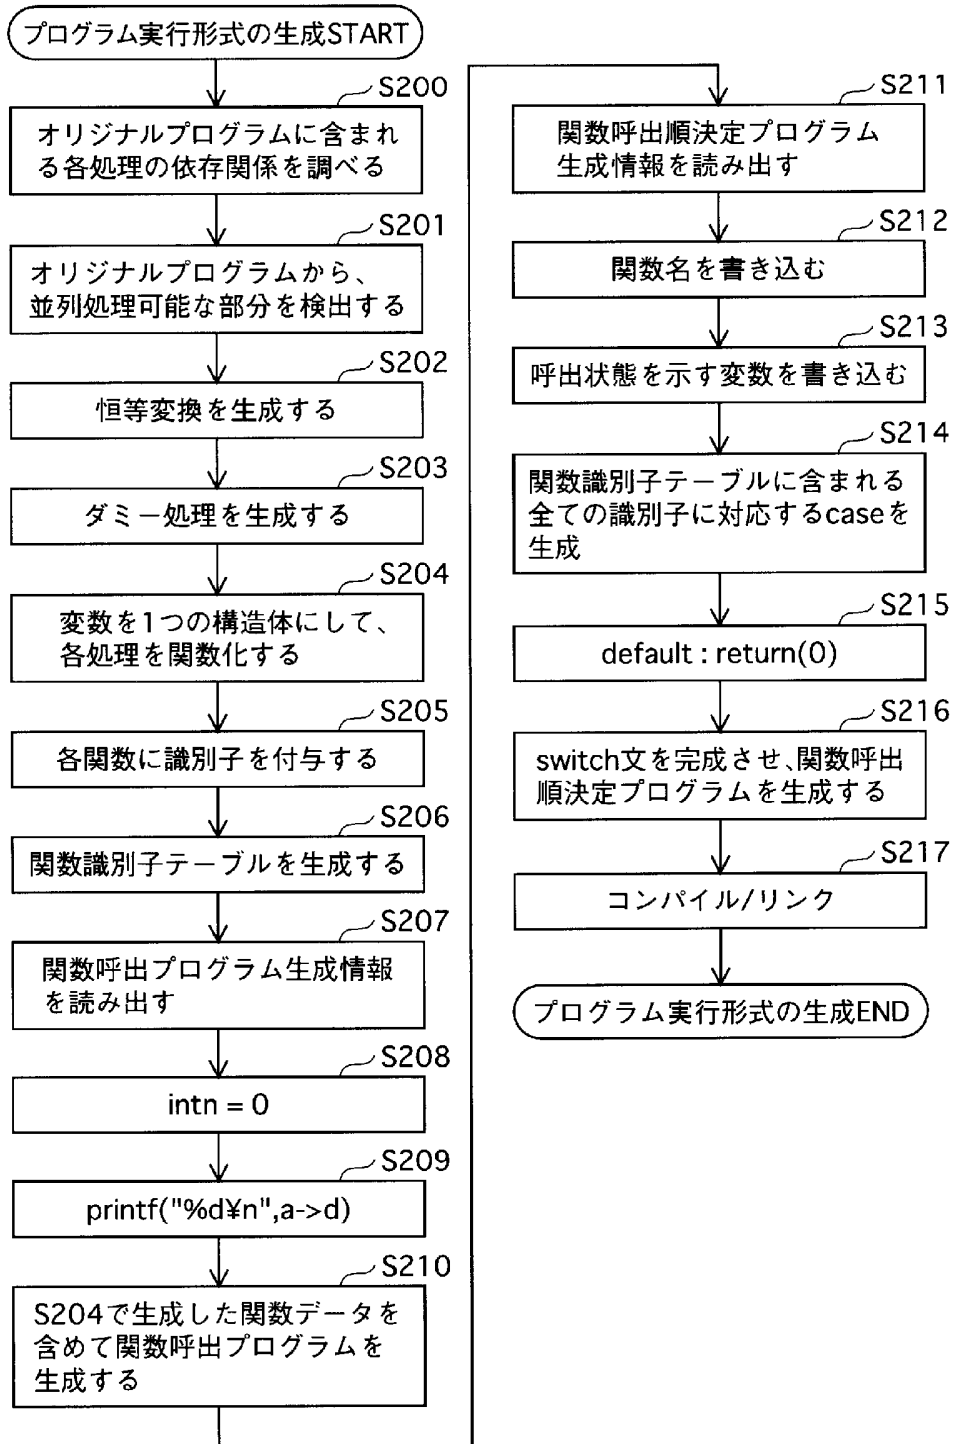 プログラム実行形式の生成START
S200
オリジナルプログラムに含まれ
る各処理の依存関係を調べる
S201
オリジナルプログラムから、
並列処理可能な部分を検出する
S202
恒等変換を生成する
S203
ダミー処理を生成する
S204
変数を1つの構造体にして、
各処理を関数化する
S205
各関数に識別子を付与する
S206
関数識別子テーブルを生成する
S207
関数呼出プログラム生成情報
を読み出す
S208
intn = 0
S209
printf("%d¥n",a->d)
S210
S204で生成した関数データを
含めて関数呼出プログラムを
生成する
S211
関数呼出順決定プログラム
生成情報を読み出す
S212
関数名を書き込む
S213
呼出状態を示す変数を書き込む
S214
関数識別子テーブルに含まれる
全ての識別子に対応するcaseを
生成
S215
default : return(0)
S216
switch文を完成させ、関数呼出
順決定プログラムを生成する
S217
コンパイル/リンク
プログラム実行形式の生成END